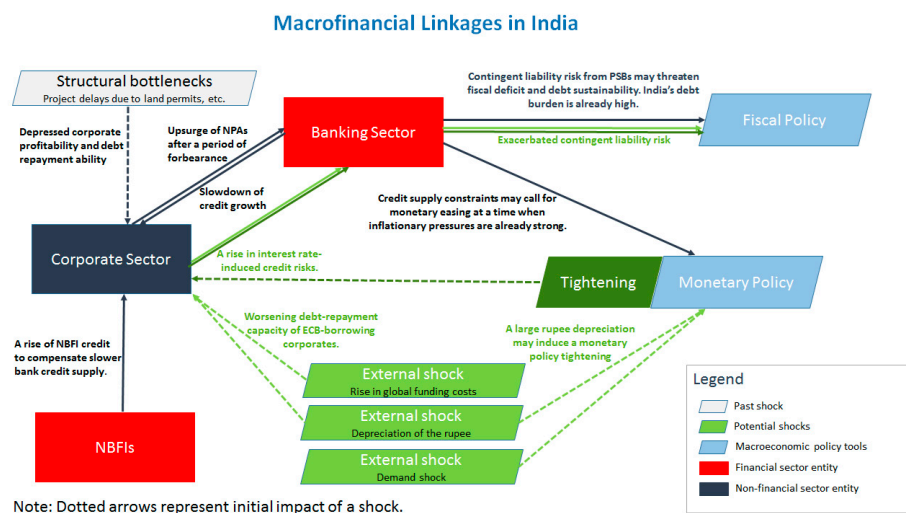 Macrofinancial Linkages in India
Structural bottlenecks
Project delays due to land permits, etc.
Contingent liability risk from PSBs may threaten
fiscal deficit and debt sustainability. India's debt
burden is already high.
Depressed corporate
profitability and debt
repayment ability
Upsurge of NPAs
after a period of
forbearance
Banking Sector
Fiscal Policy
Exacerbated contingent liability risk
Slowdown of
credit growth
Credit supply constraints may call for
monetary easing at a time when
inflationary pressures are already strong.
Corporate Sector
A rise in interest rate-
induced credit risks.
Tightening
Monetary Policy
Worsening debt-repayment
capacity of ECB-borrowing
corporates.
A large rupee depreciation
may induce a monetary
policy tightening
A rise of NBFI credit
to compensate slower
bank credit supply.
External shock
Rise in global funding costs
External shock
Depreciation of the rupee
External shock
Demand shock
NBFIs
Legend
Past shock
Potential shocks
Macroeconomic policy tools
Financial sector entity
Non-financial sector entity
Note: Dotted arrows represent initial impact of a shock.